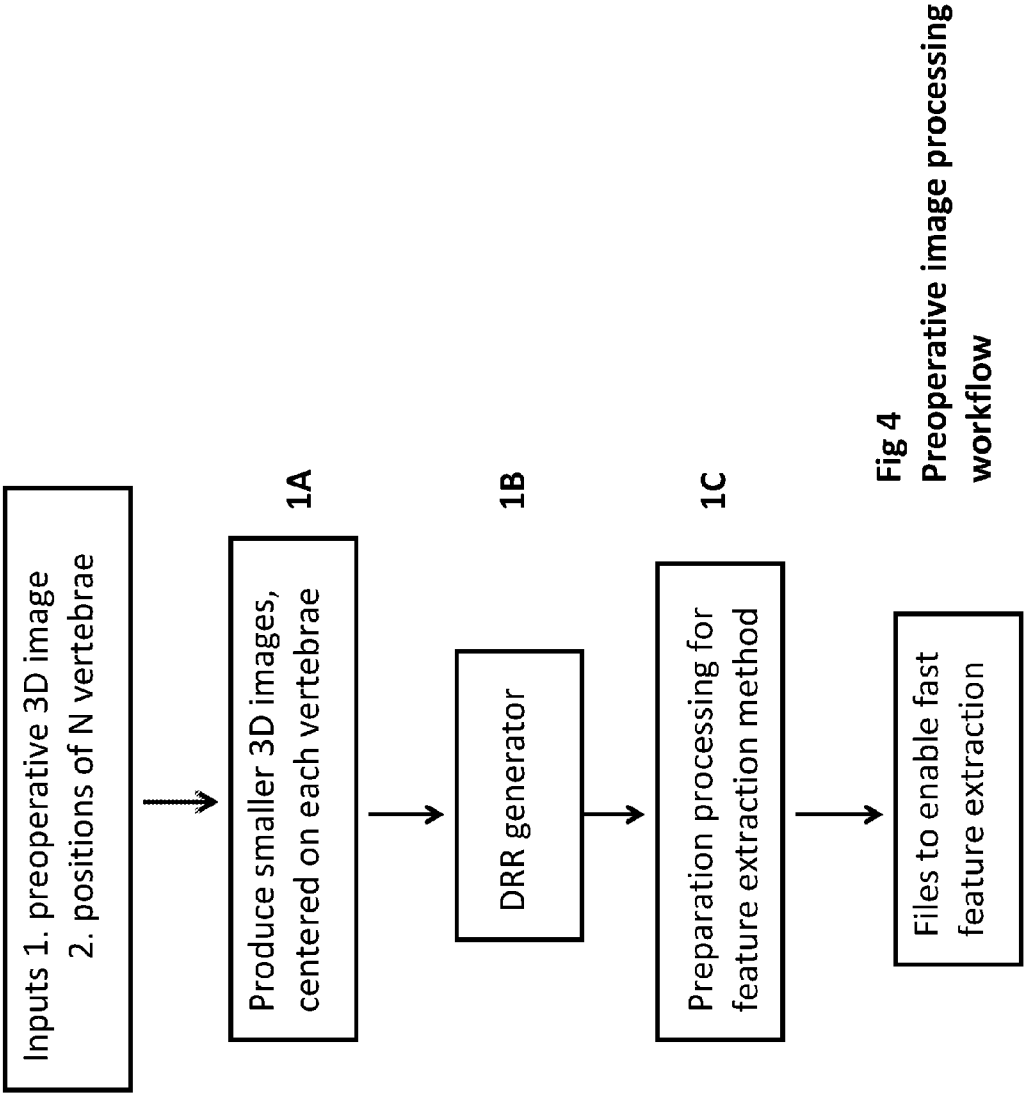 Inputs 1. preoperative 3D image
2. positions of N vertebrae
Produce smaller 3D images,
centered on each vertebrae
1A
DRR generator
1B
Preparation processing for
feature extraction method
1C
Files to enable fast
feature extraction
Fig 4
Preoperative image processing
workflow